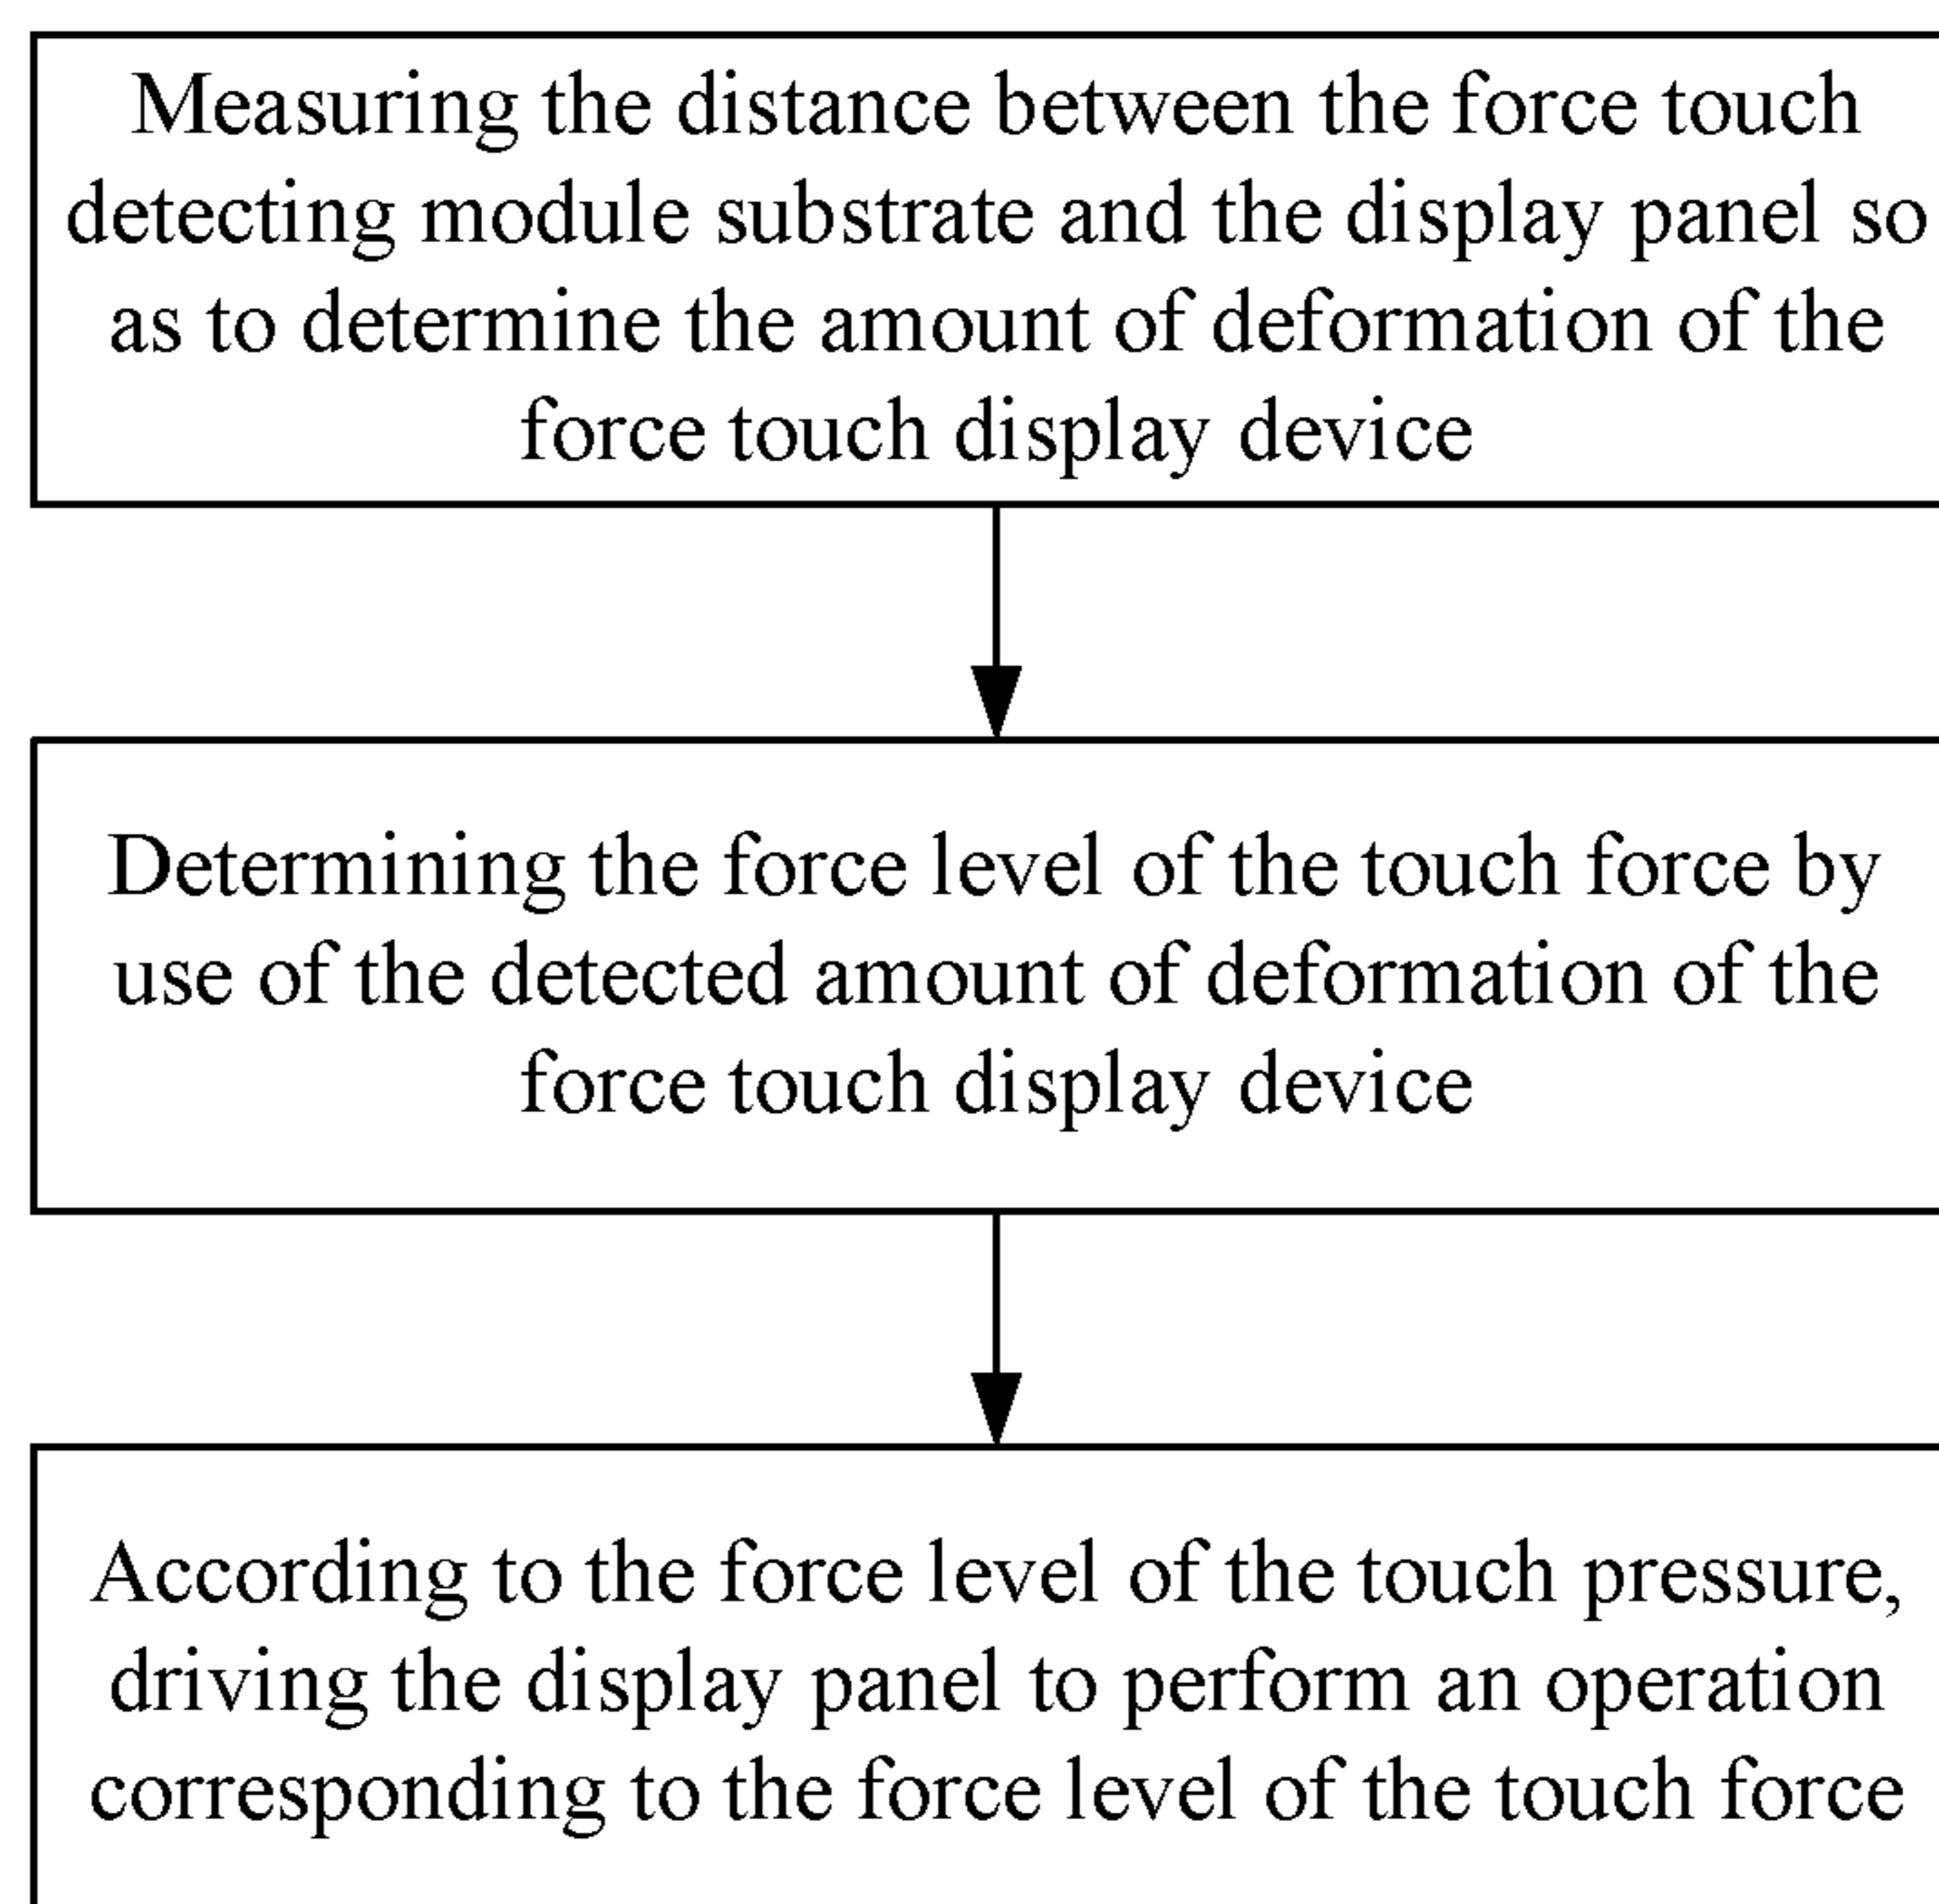 Measuring the distance between the force touch
detecting module substrate and the display panel so
as to determine the amount of deformation of the
force touch display device
Determining the force level of the touch force by
use of the detected amount of deformation of the
force touch display device
According to the force level of the touch pressure,
driving the display panel to perform an operation
corresponding to the force level of the touch force